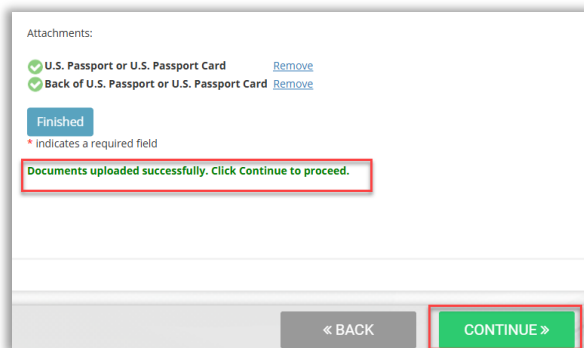 Attachments:
U.S. Passport or U.S. Passport Card Remove
Back of U.S. Passport or U.S. Passport Card Remove
Finished
* indicates a required field
Documents uploaded successfully. Click Continue to proceed.
« BACK CONTINUE »